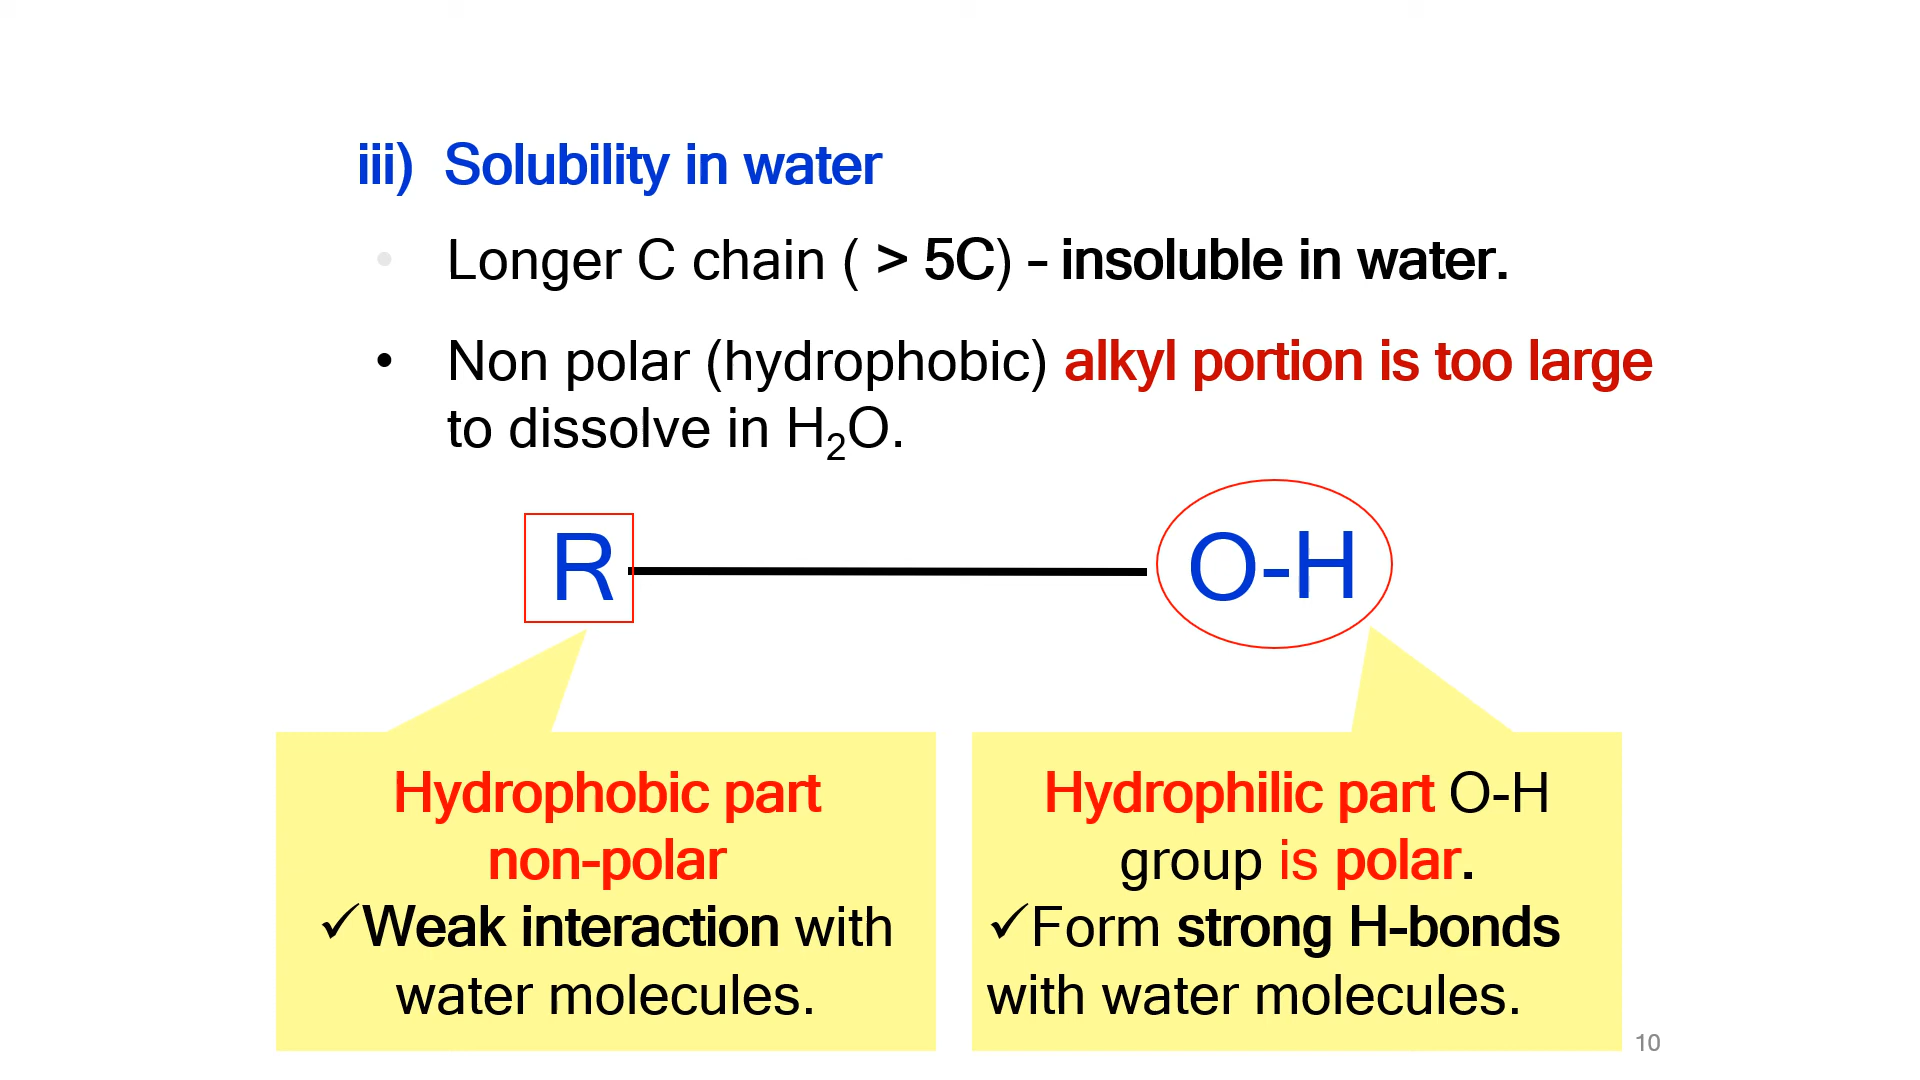 iii) Solubility in water
• Longer C chain ( > 5C) – insoluble in water.
• Non polar (hydrophobic) alkyl portion is too large
to dissolve in H₂O.
R O-H
Hydrophobic part
non-polar
✓Weak interaction with
water molecules.
Hydrophilic part O-H
group is polar.
✓Form strong H-bonds
with water molecules.
10